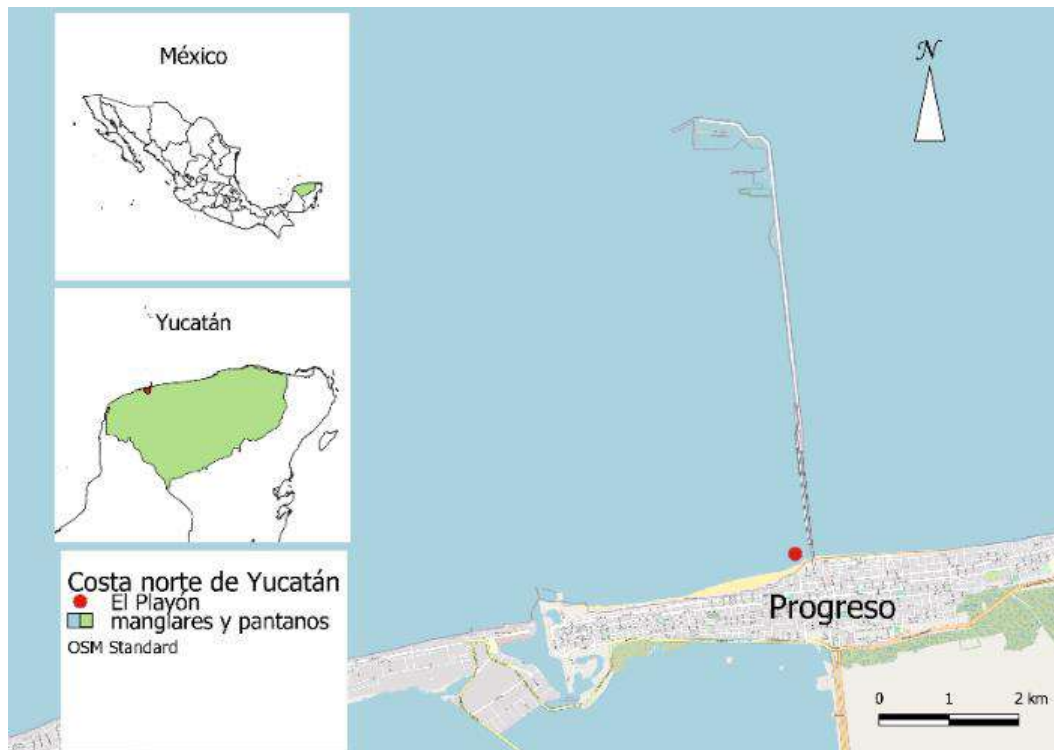 México
N
Yucatán
Costa norte de Yucatán
El Playón
manglares y pantanos
OSM Standard
Progreso
0 1 2 km